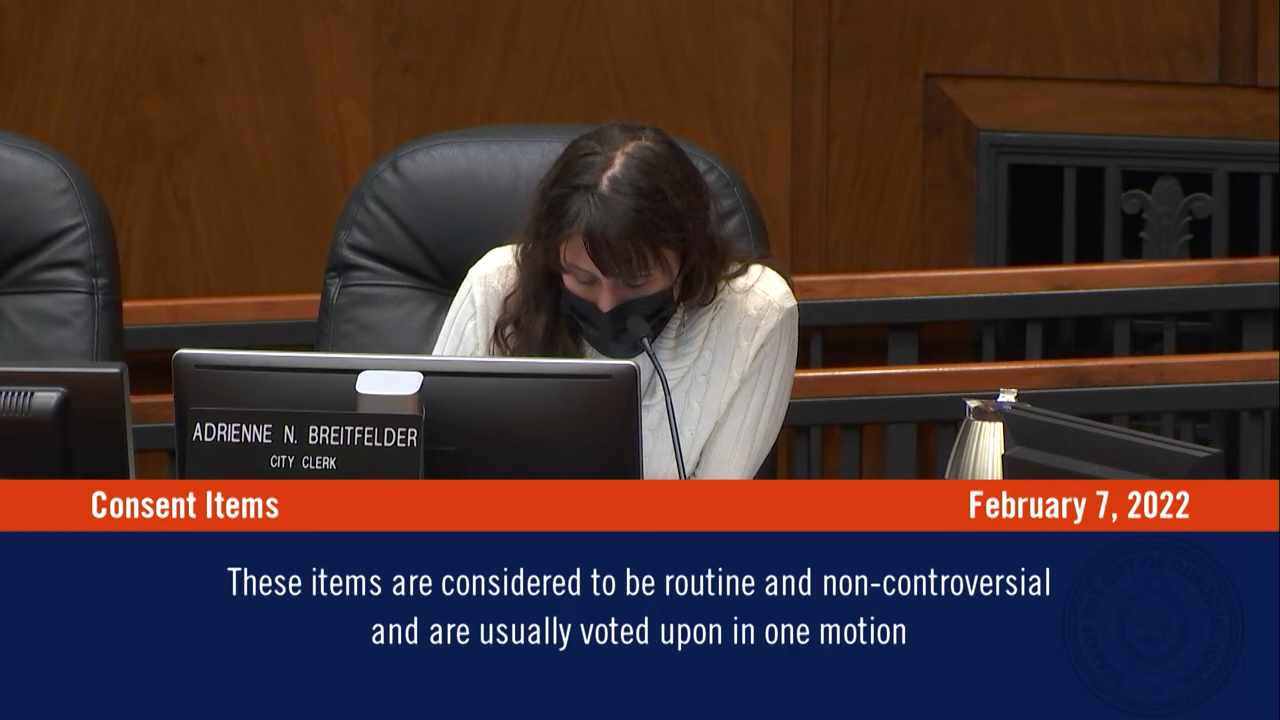 ADRIENNE N. BREITFELDER
CITY CLERK
Consent Items
February 7, 2022
These items are considered to be routine and non-controversial
and are usually voted upon in one motion